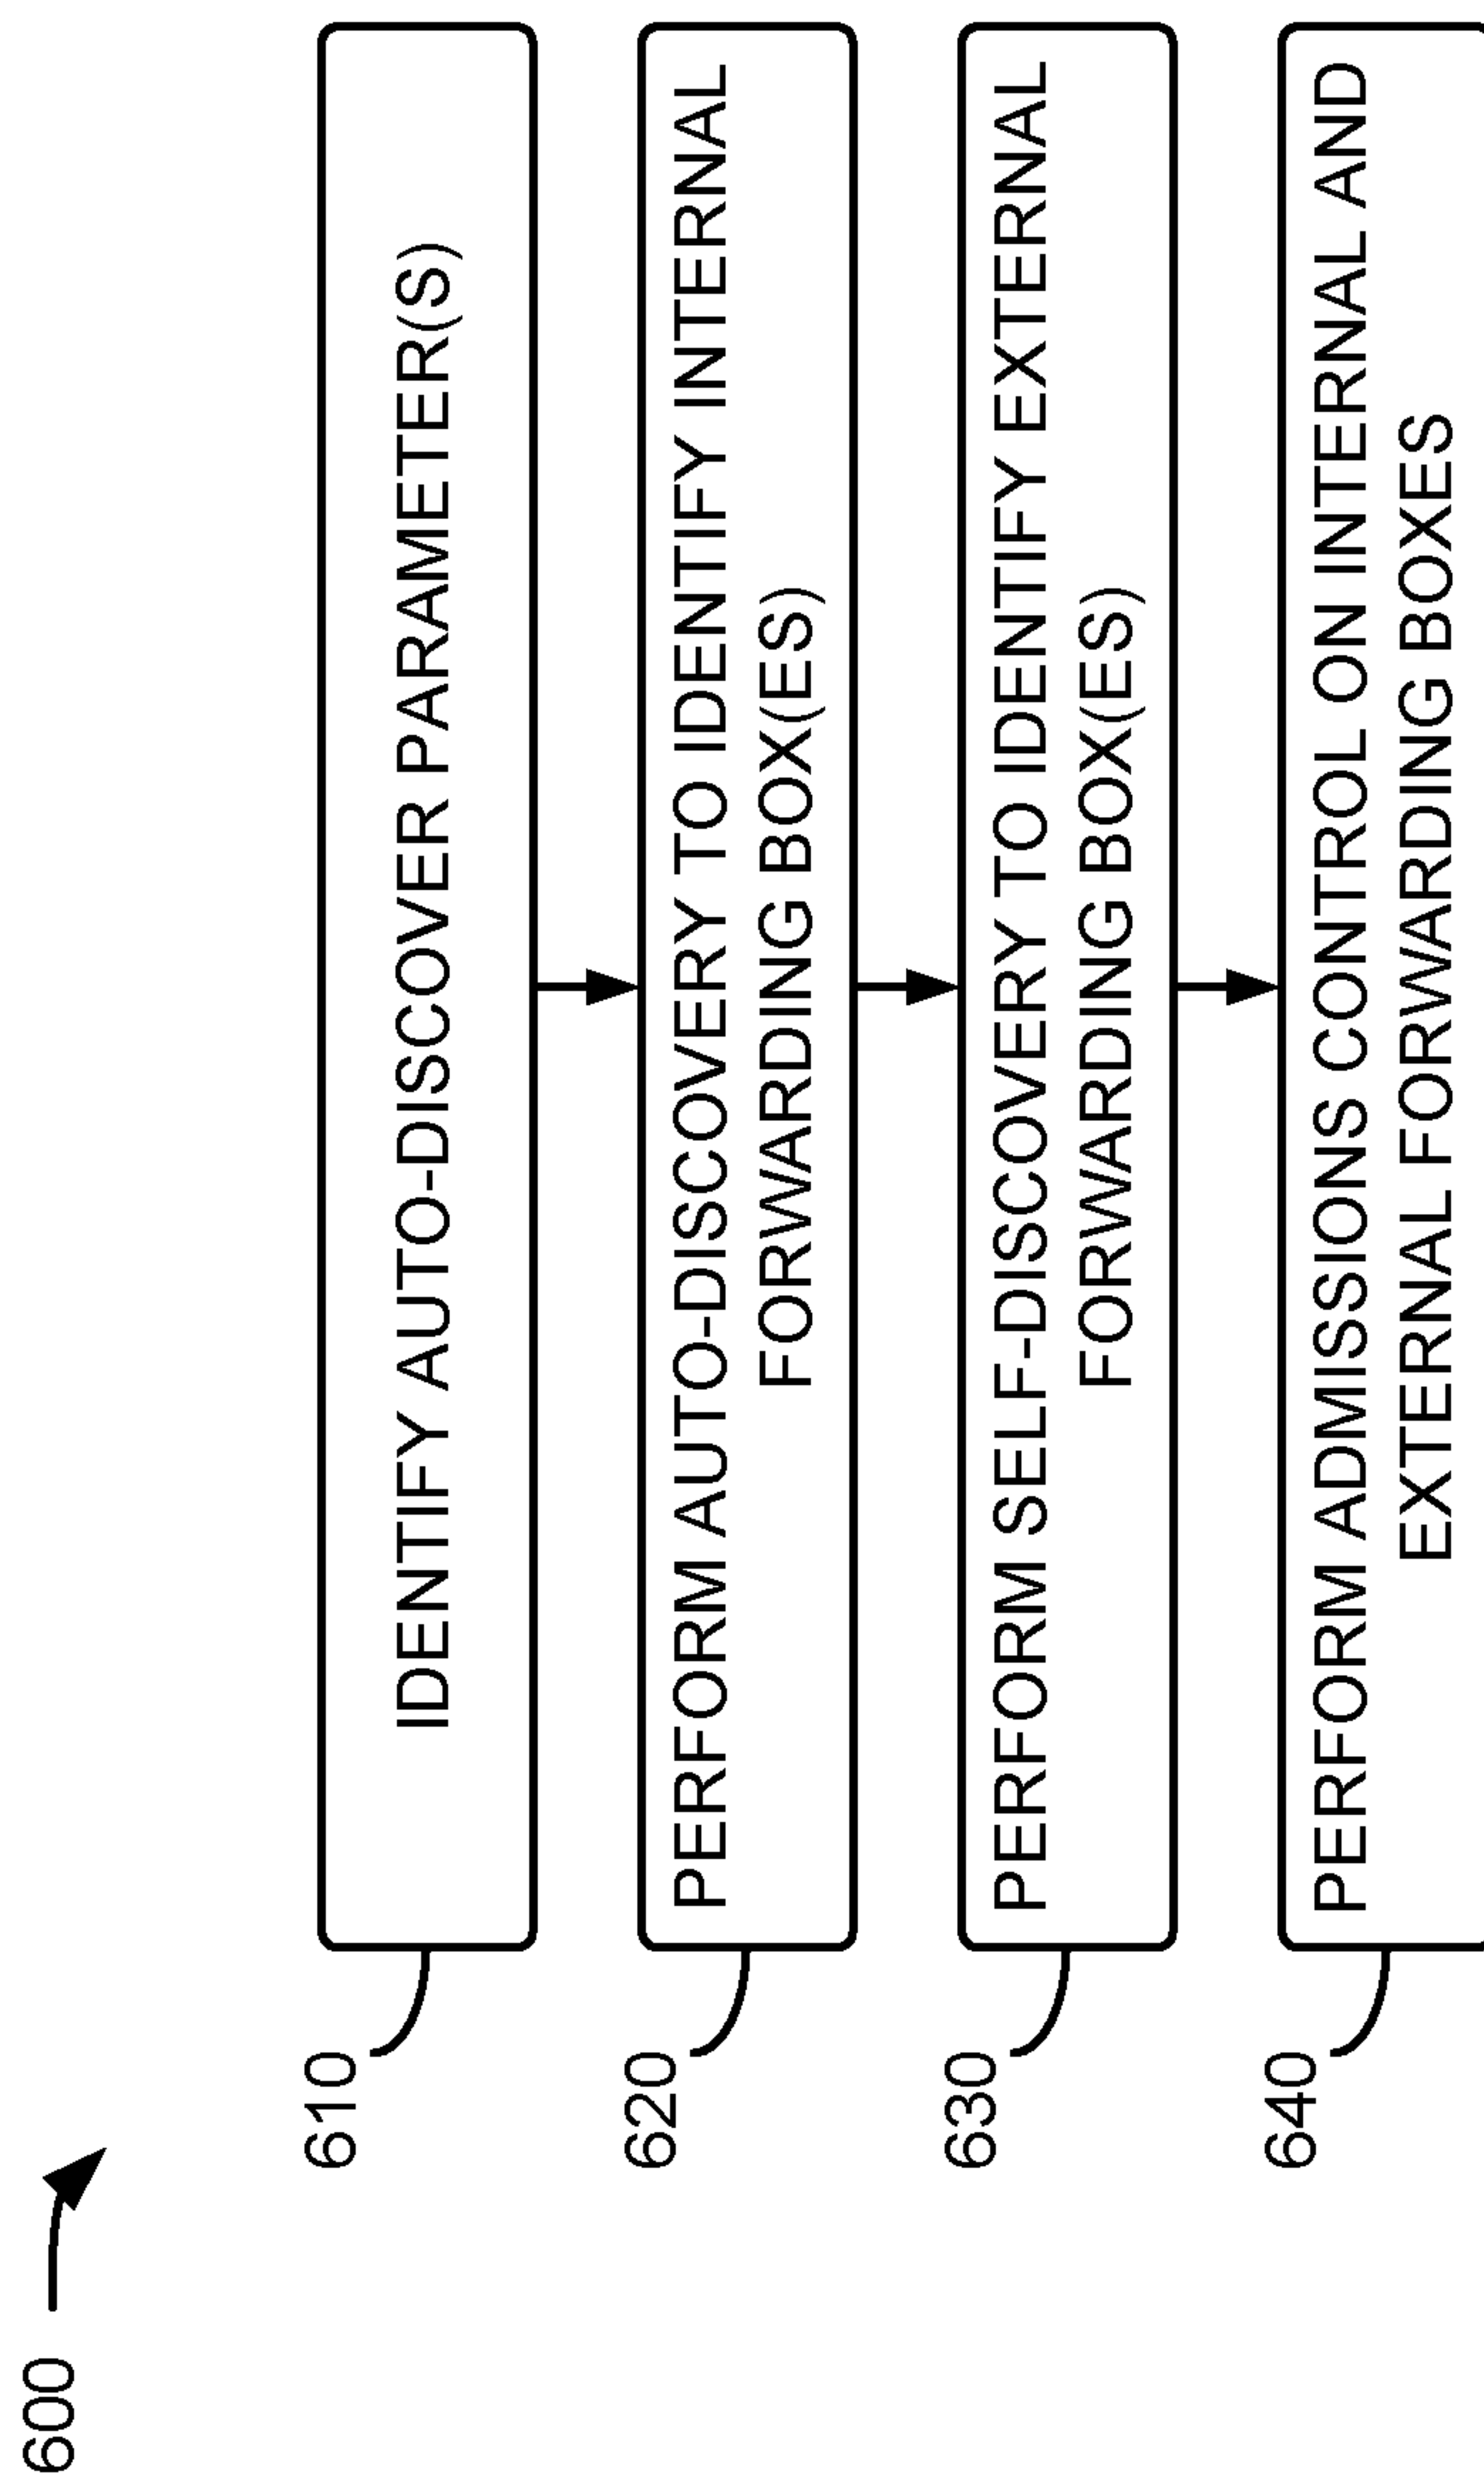 600
610
IDENTIFY AUTO-DISCOVER PARAMETER(S)
620
PERFORM AUTO-DISCOVERY TO IDENTIFY INTERNAL
FORWARDING BOX(ES)
630
PERFORM SELF-DISCOVERY TO IDENTIFY EXTERNAL
FORWARDING BOX(ES)
640
PERFORM ADMISSIONS CONTROL ON INTERNAL AND
EXTERNAL FORWARDING BOXES